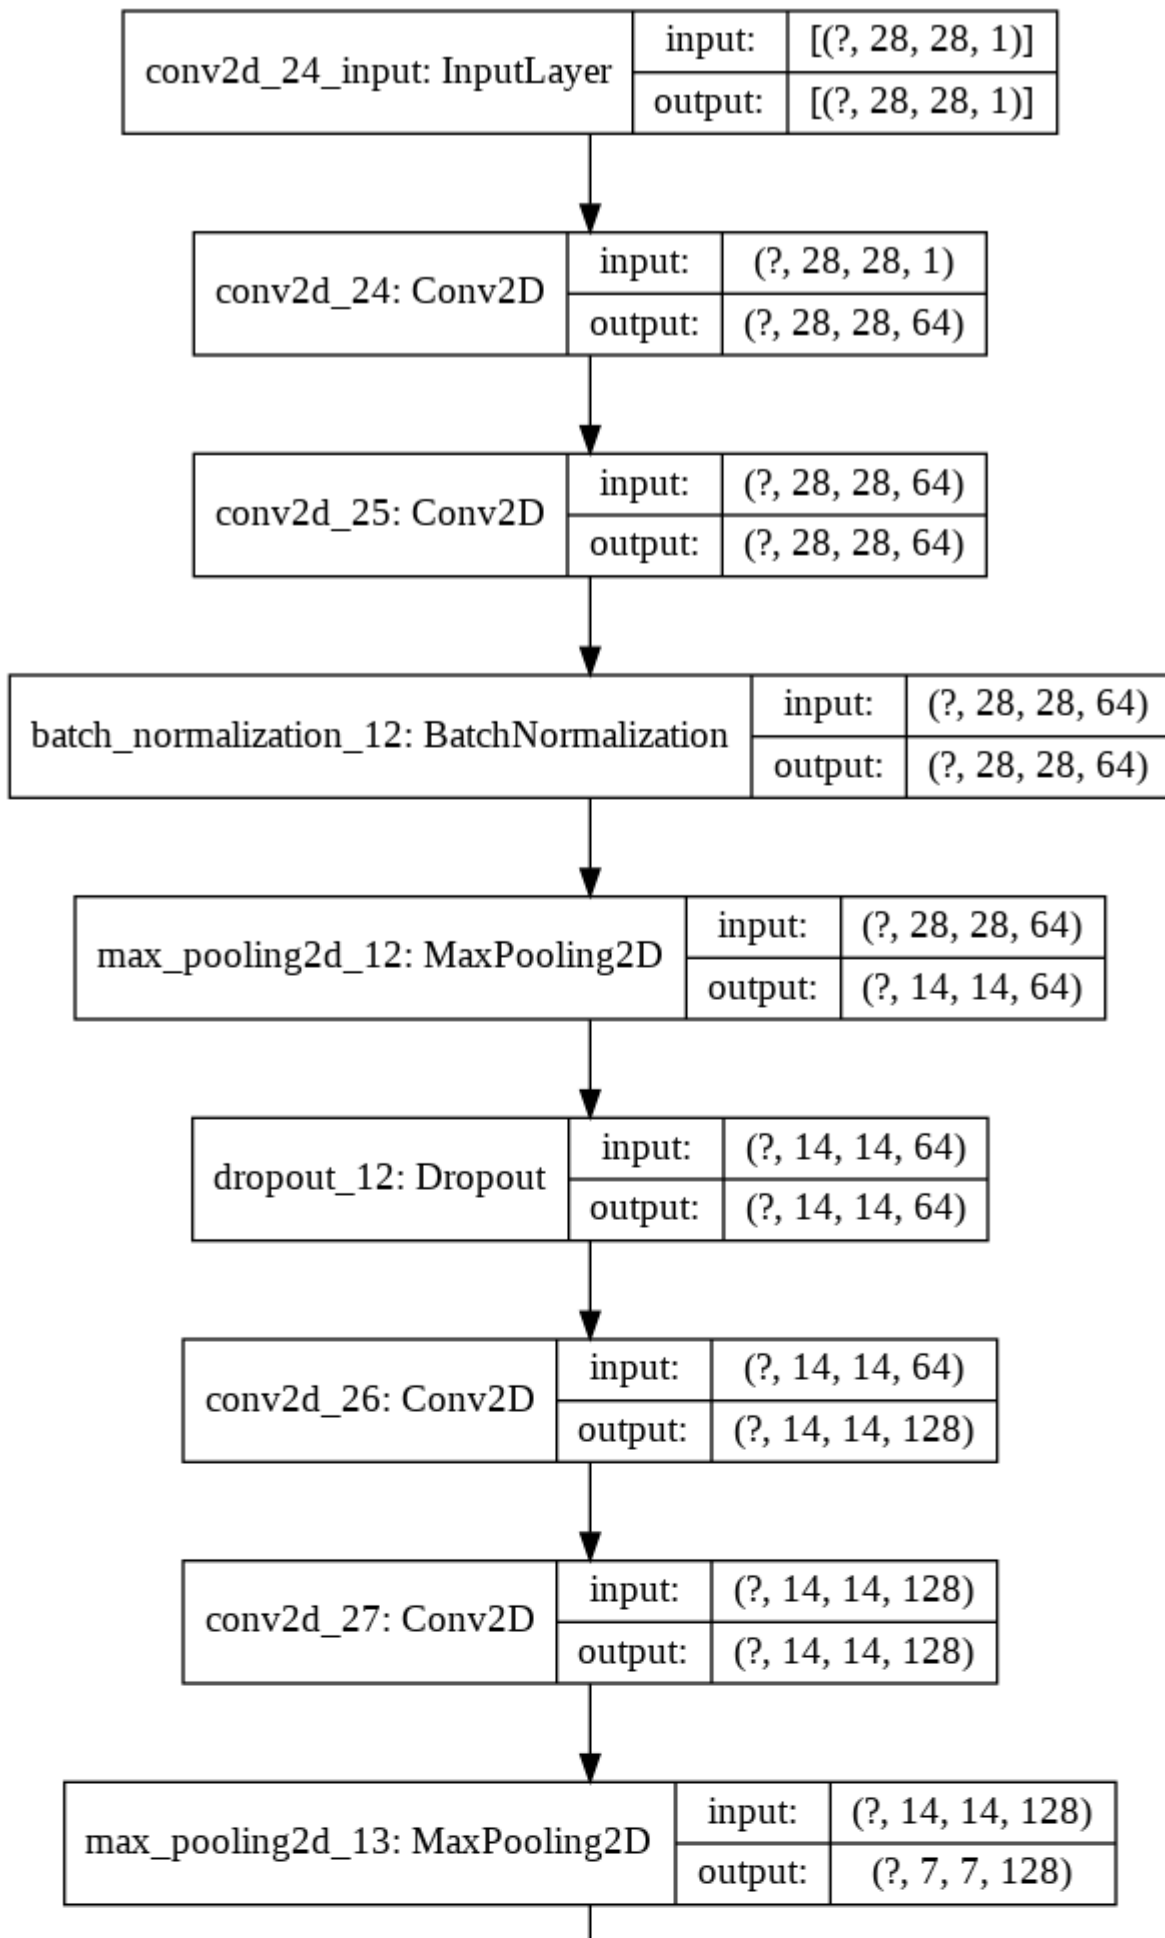 conv2d_24_input: InputLayer
input: [(?, 28, 28, 1)]
output: [(?, 28, 28, 1)]
conv2d_24: Conv2D
input: (?, 28, 28, 1)
output: (?, 28, 28, 64)
conv2d_25: Conv2D
input: (?, 28, 28, 64)
output: (?, 28, 28, 64)
batch_normalization_12: BatchNormalization
input: (?, 28, 28, 64)
output: (?, 28, 28, 64)
max_pooling2d_12: MaxPooling2D
input: (?, 28, 28, 64)
output: (?, 14, 14, 64)
dropout_12: Dropout
input: (?, 14, 14, 64)
output: (?, 14, 14, 64)
conv2d_26: Conv2D
input: (?, 14, 14, 64)
output: (?, 14, 14, 128)
conv2d_27: Conv2D
input: (?, 14, 14, 128)
output: (?, 14, 14, 128)
max_pooling2d_13: MaxPooling2D
input: (?, 14, 14, 128)
output: (?, 7, 7, 128)